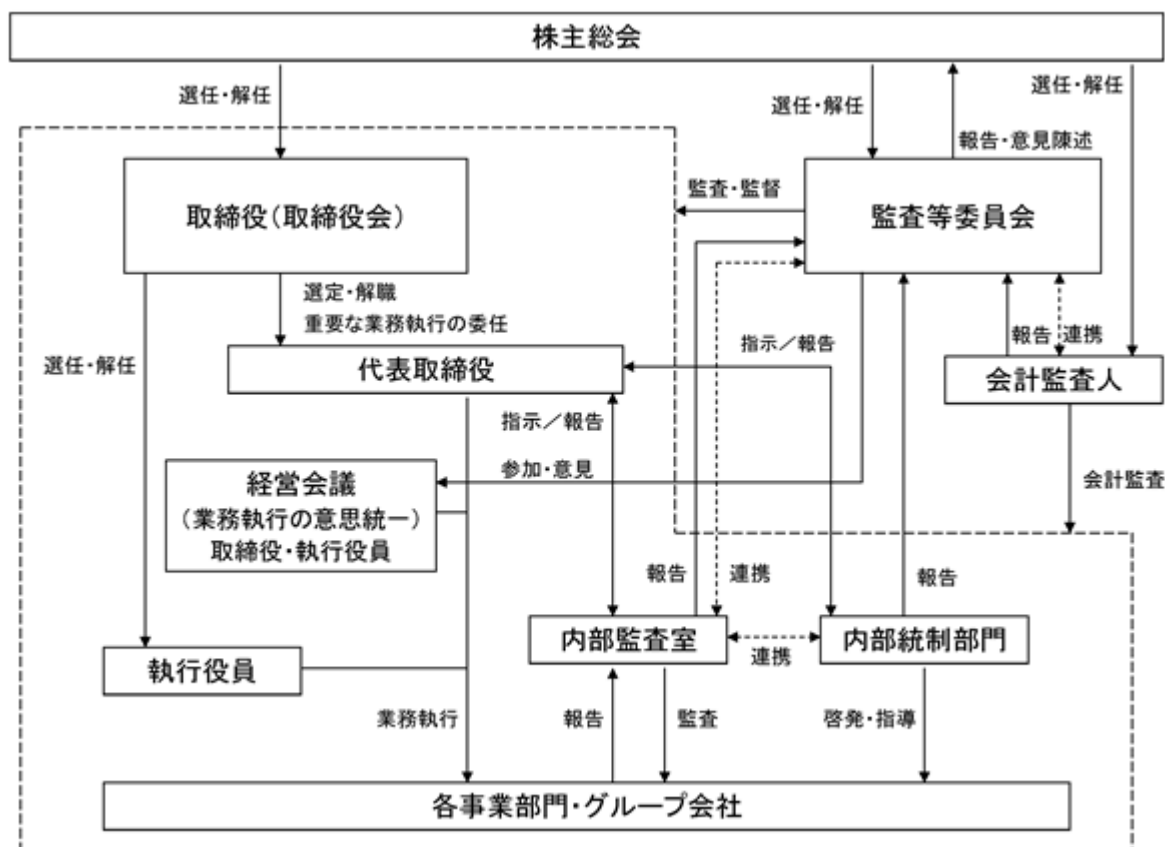 株主総会
選任・解任
選任・解任
選任・解任
報告・意見陳述
取締役(取締役会)
監査・監督
監査等委員会
選定・解職
重要な業務執行の委任
選任・解任
指示/報告
報告
連携
代表取締役
会計監査人
指示/報告
参加・意見
会計監査
経営会議
(業務執行の意思統一)
取締役・執行役員
報告
連携
報告
内部監査室
連携
内部統制部門
執行役員
業務執行
報告
監査
啓発・指導
各事業部門・グループ会社